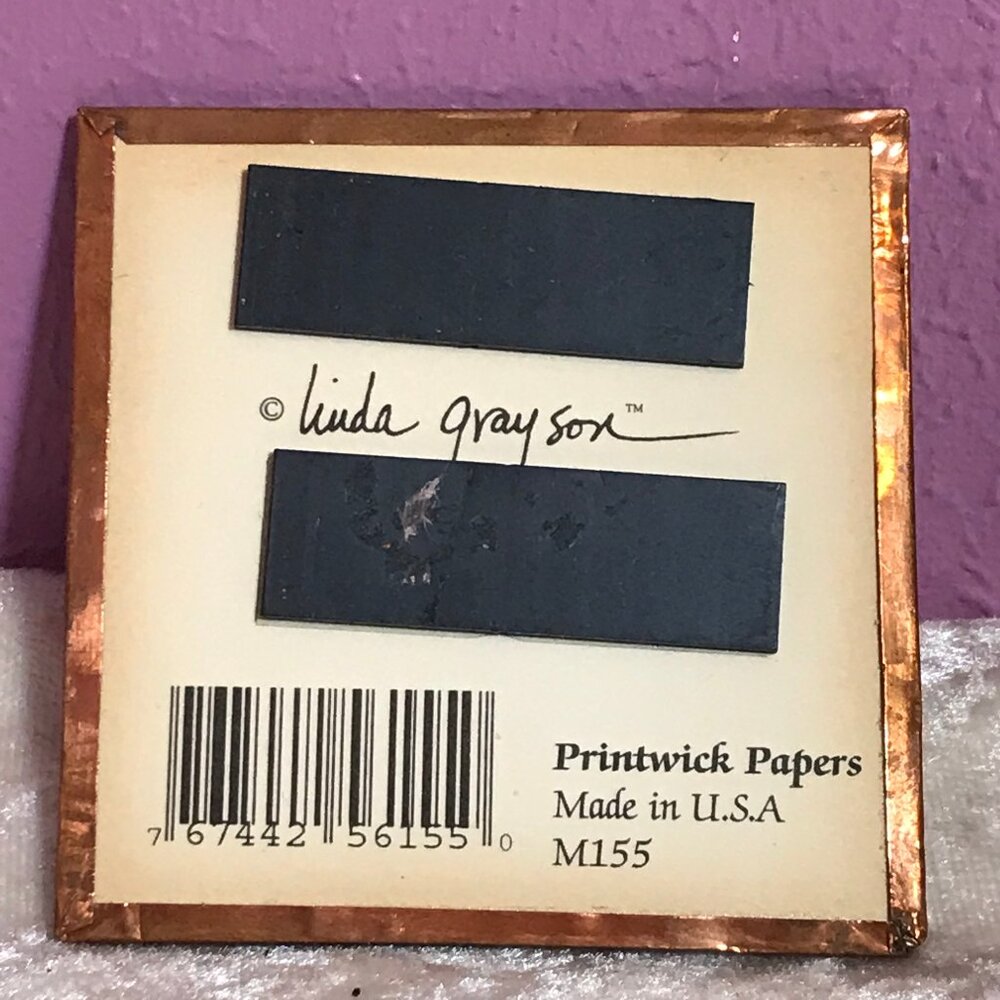 © linda grayson™
7 67442 56155 0
Printwick Papers
Made in U.S.A
M155